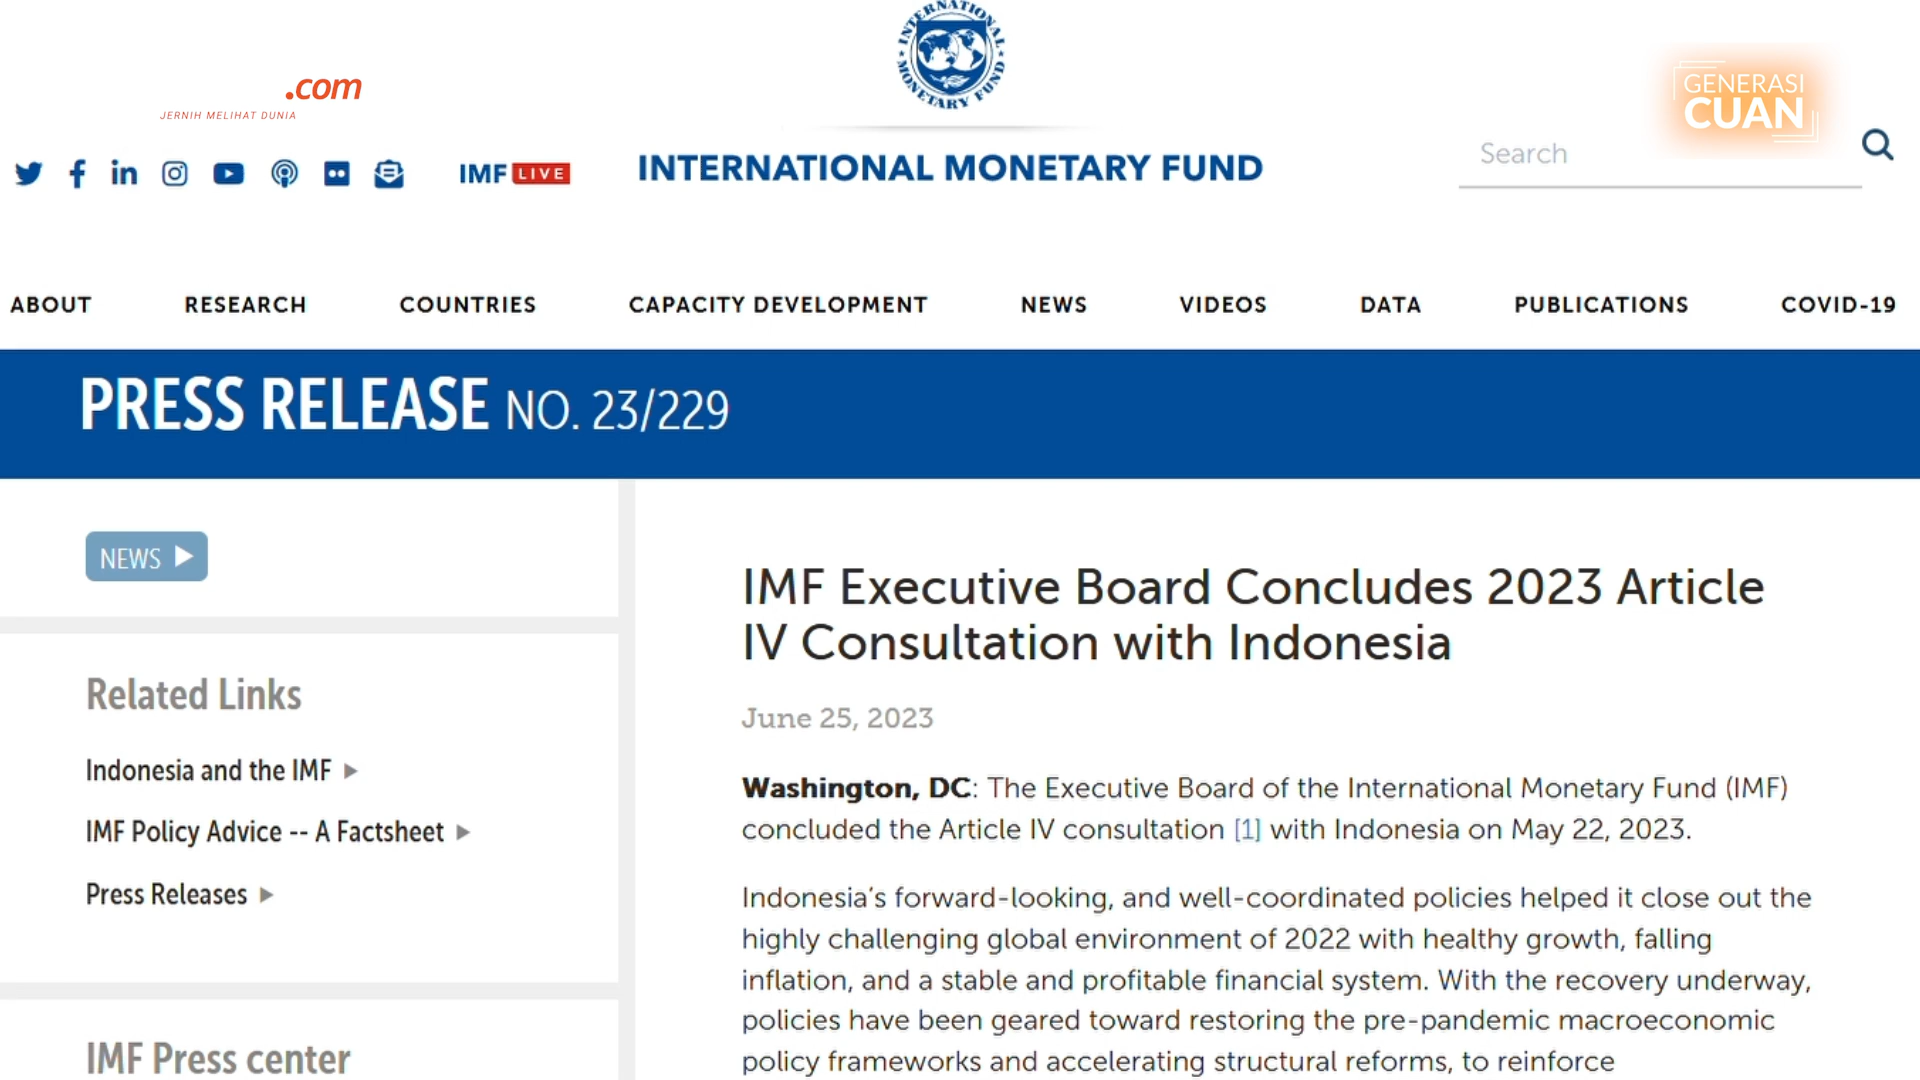 INTERNATIONAL MONETARY FUND
.com
JERNIH MELIHAT DUNIA
GENERASI
CUAN
IMF LIVE
INTERNATIONAL MONETARY FUND
Search
ABOUT RESEARCH COUNTRIES CAPACITY DEVELOPMENT NEWS VIDEOS DATA PUBLICATIONS COVID-19
PRESS RELEASE NO. 23/229
NEWS
Related Links
Indonesia and the IMF
IMF Policy Advice -- A Factsheet
Press Releases
IMF Press center
IMF Executive Board Concludes 2023 Article
IV Consultation with Indonesia
June 25, 2023
Washington, DC: The Executive Board of the International Monetary Fund (IMF)
concluded the Article IV consultation [1] with Indonesia on May 22, 2023.
Indonesia’s forward-looking, and well-coordinated policies helped it close out the
highly challenging global environment of 2022 with healthy growth, falling
inflation, and a stable and profitable financial system. With the recovery underway,
policies have been geared toward restoring the pre-pandemic macroeconomic
policy frameworks and accelerating structural reforms, to reinforce